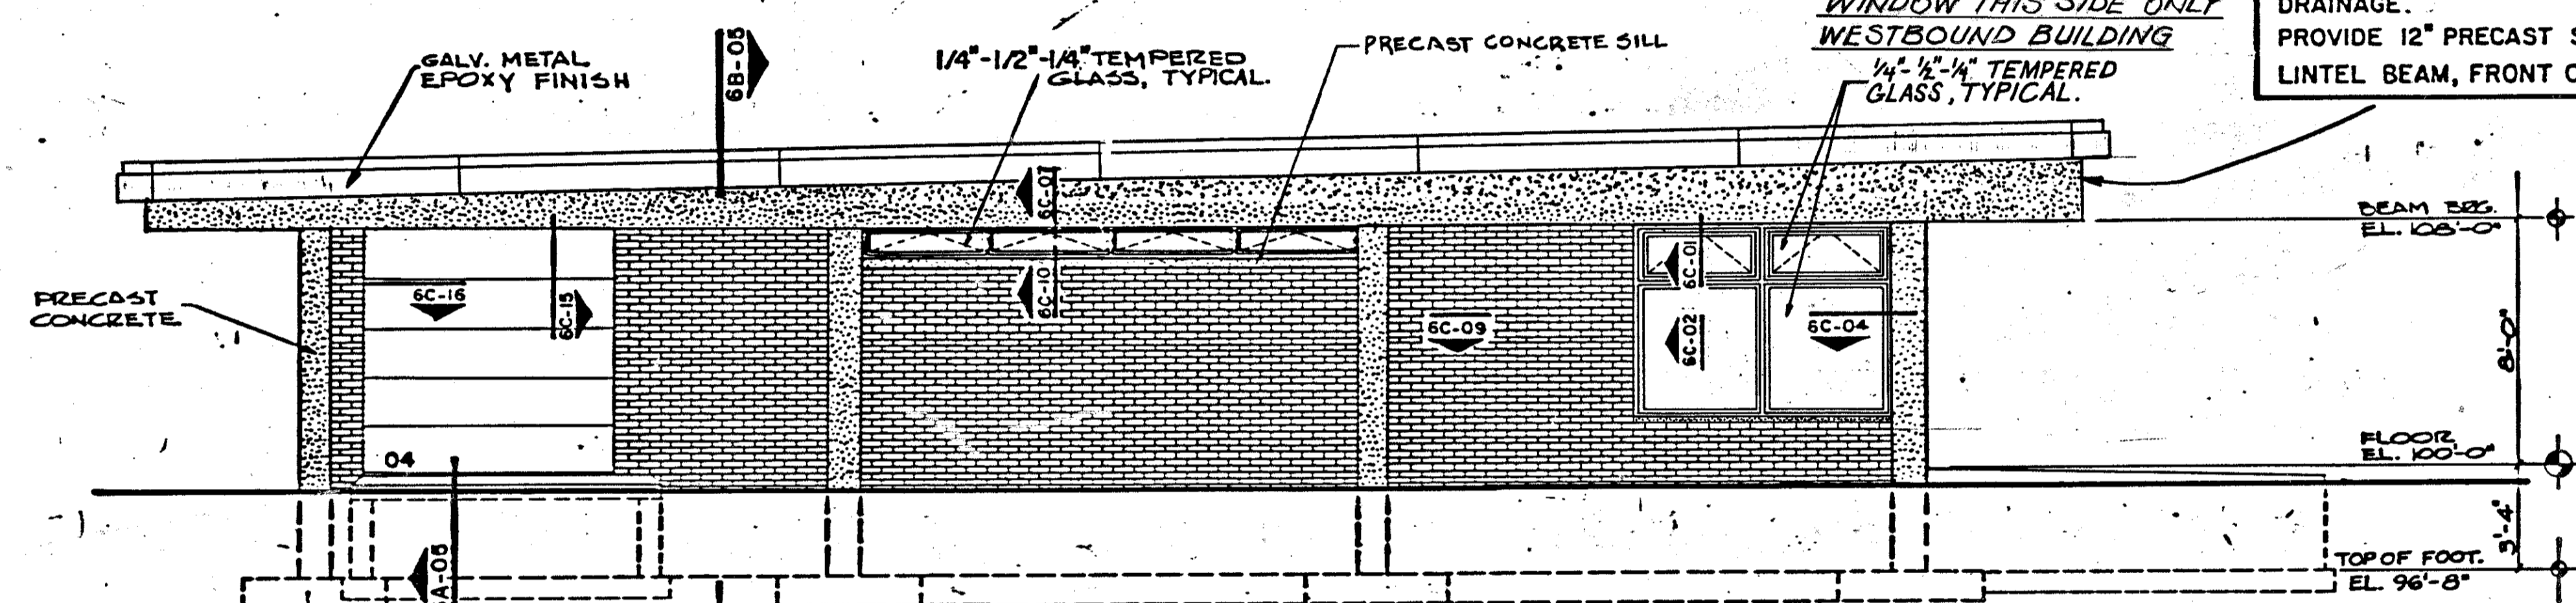 WINDOW THIS SIDE ONLY
WESTBOUND BUILDING
DRAINAGE.
PROVIDE 12" PRECAST
LINTEL BEAM, FRONT
GALV. METAL
EPOXY FINISH
6B-05
1/4"-1/2"-1/4" TEMPERED
GLASS, TYPICAL.
PRECAST CONCRETE SILL
1/4"-1/2"-1/4" TEMPERED
GLASS, TYPICAL.
6C-07
BEAM BRG.
EL. 108'-0"
PRECAST
CONCRETE
6C-16
6C-15
6C-10
6C-09
6C-01
6C-02
6C-04
8'-0"
04
FLOOR
EL. 100'-0"
3'-4"
A-05
TOP OF FOOT.
EL. 96'-8"